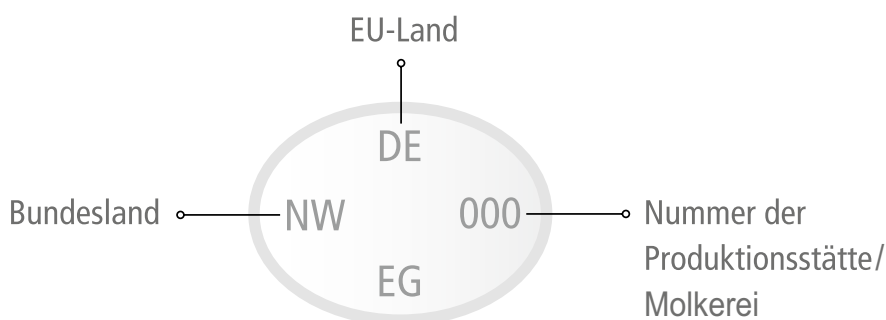 EU-Land
DE
Bundesland
NW
000
Nummer der
Produktionsstätte/
Molkerei
EG